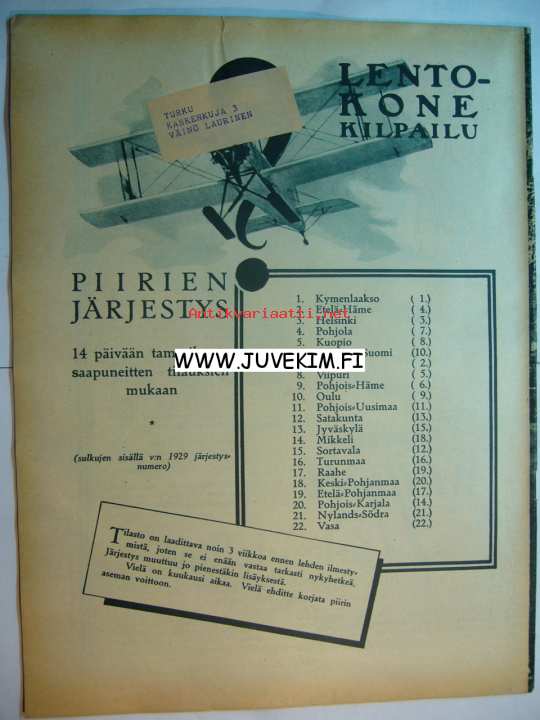 LENTO-
KONE
KILPAILU
TURKU
KASKENKUJA 3
VÄINÖ LAURINEN
PIIRIEN
JÄRJESTYS
14 päivään
saapuneitten tilauksien
mukaan
*
(sulkujen sisällä v:n 1929 järjestys-
numero)
1. Kymenlaakso ( 1.)
2. Etelä-Häme ( 4.)
3. Helsinki ( 3.)
4. Pohjola ( 7.)
5. Kuopio ( 8.)
Suomi (10.)
( 2.)
8. Viipuri ( 5.)
9. Pohjois-Häme ( 6.)
10. Oulu ( 9.)
11. Pohjois-Uusimaa (11.)
12. Satakunta (13.)
13. Jyväskylä (15.)
14. Mikkeli (18.)
15. Sortavala (12.)
16. Turunmaa (16.)
17. Raahe (19.)
18. Keski-Pohjanmaa (20.)
19. Etelä-Pohjanmaa (17.)
20. Pohjois-Karjala (14.)
21. Nylands-Södra (21.)
22. Vasa (22.)
Antikvariaatti.net
WWW.JUVEKIM.FI
Tilasto on laadittava noin 3 viikkoa ennen lehden ilmesty-
mistä, joten se ei enään vastaa tarkasti nykyhetkeä.
Järjestys muuttuu jo pienestäkin lisäyksestä.
Vielä on kuukausi aikaa. Vielä ehditte korjata piirin
aseman voittoon.